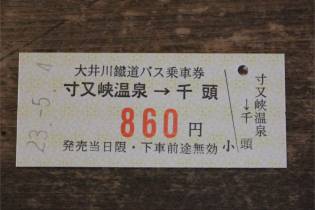 大井川鐵道バス乗車券
寸又峡温泉→千頭
860円
発売当日限・下車前途無効
小
寸又峡温泉
↓千頭
23.-5.-4